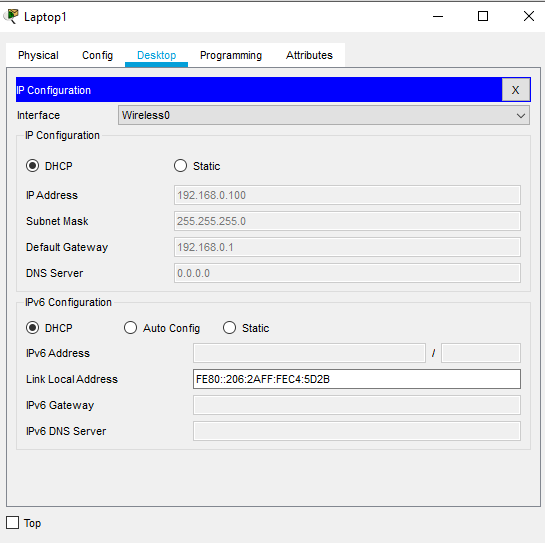 Laptop1
Physical Config Desktop Programming Attributes
IP Configuration X
Interface Wireless0
IP Configuration
DHCP Static
IP Address 192.168.0.100
Subnet Mask 255.255.255.0
Default Gateway 192.168.0.1
DNS Server 0.0.0.0
IPv6 Configuration
DHCP Auto Config Static
IPv6 Address /
Link Local Address FE80::206:2AFF:FEC4:5D2B
IPv6 Gateway
IPv6 DNS Server
Top